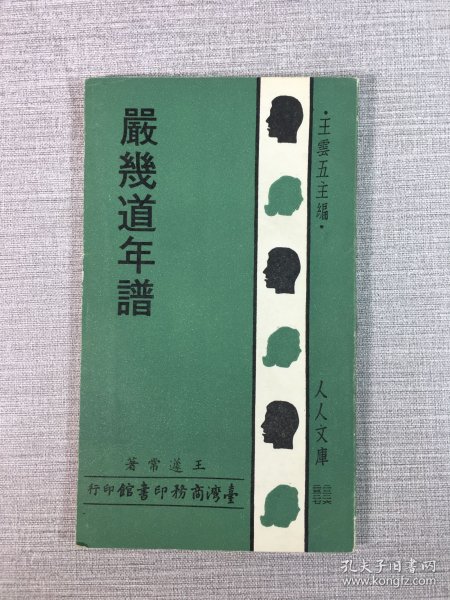 ·王雲五主編·
人人文庫
嚴幾道年譜
王蘧常著
臺灣商務印書館印行
孔夫子旧书网
www.kongfz.com